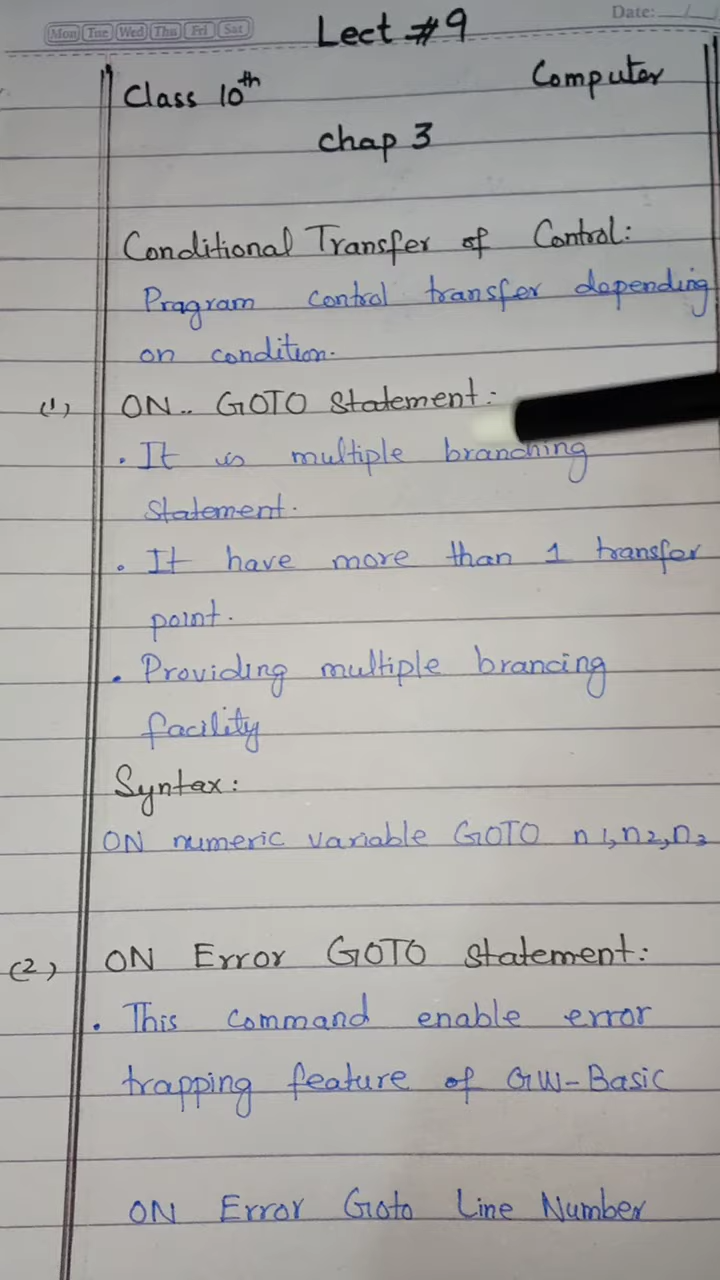 Mon Tue Wed Thu Fri Sat
Date: __/__/
Lect #9
Class 10th Computer
Chap 3
Conditional Transfer of Control:
Pragram control transfer depending
on condition.
(1) ON.. GOTO Statement:
• It is multiple branching
Statement.
• It have more than 1 transfer
point.
• Providing multiple brancing
facility
Syntax:
ON numeric variable GOTO n1,n2,n3
(2) ON Error GOTO Statement:
• This Command enable error
trapping feature of GW-Basic
ON Error Goto Line Number